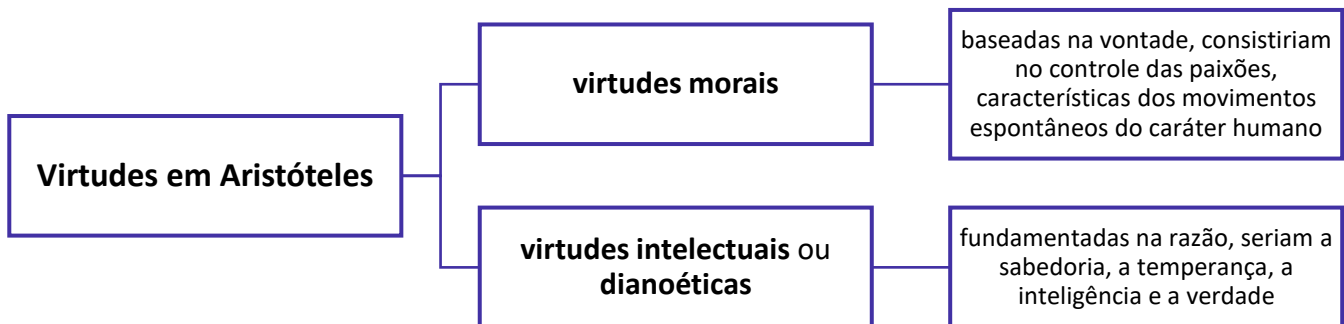 Virtudes em Aristóteles
virtudes morais
baseadas na vontade, consistiriam
no controle das paixões,
características dos movimentos
espontâneos do caráter humano
virtudes intelectuais ou
dianoéticas
fundamentadas na razão, seriam a
sabedoria, a temperança, a
inteligência e a verdade